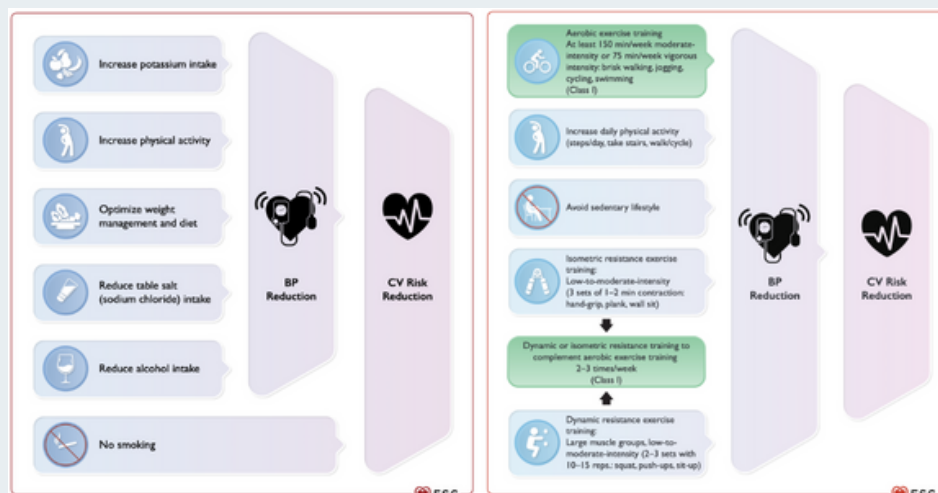 Increase potassium intake
Increase physical activity
Optimize weight
management and diet
Reduce table salt
(sodium chloride) intake
Reduce alcohol intake
No smoking
BP
Reduction
CV Risk
Reduction
Aerobic exercise training
At least 150 min/week moderate-
intensity or 75 min/week vigorous
intensity: brisk walking, jogging,
cycling, swimming
(Class I)
Increase daily physical activity
(steps/day, take stairs, walk/cycle)
Avoid sedentary lifestyle
Isometric resistance exercise
training:
Low-to-moderate-intensity
(3 sets of 1–2 min contraction:
hand-grip, plank, wall sit)
Dynamic or isometric resistance training to
complement aerobic exercise training
2–3 times/week
(Class I)
Dynamic resistance exercise
training:
Large muscle groups, low-to-
moderate-intensity (2–3 sets with
10–15 reps.: squat, push-ups, sit-up)
BP
Reduction
CV Risk
Reduction